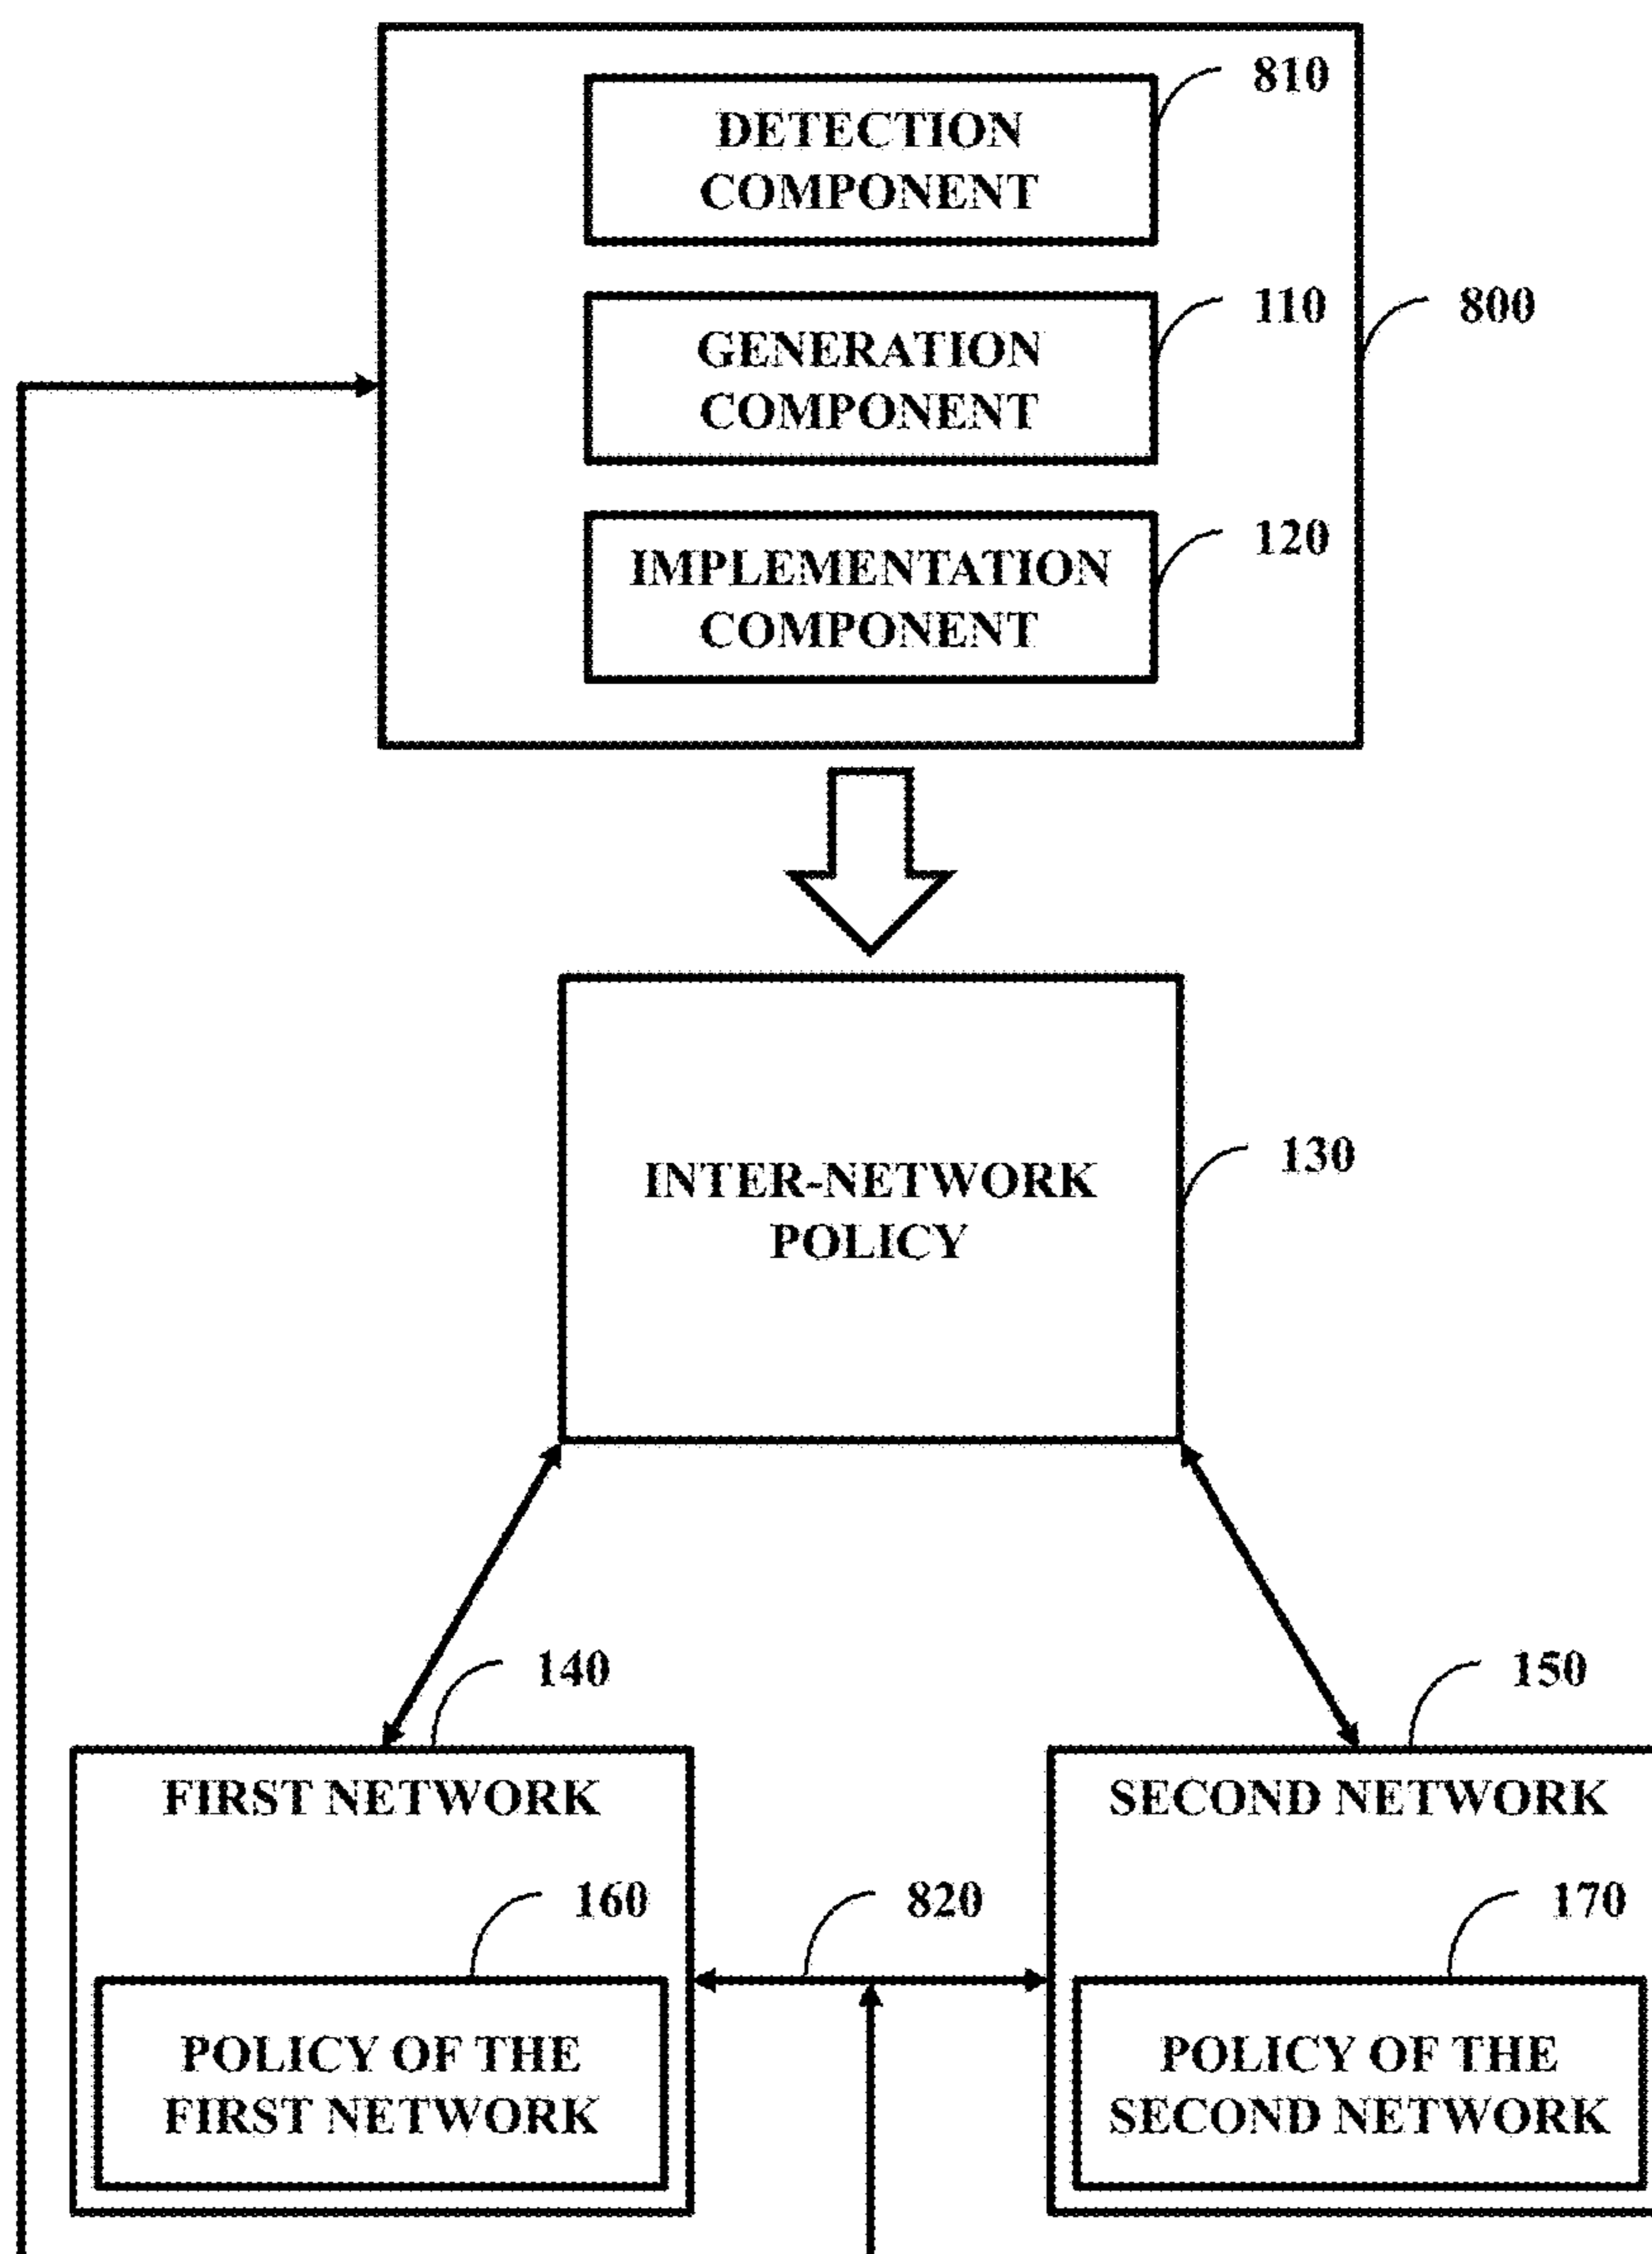 810
DETECTION
COMPONENT
110
800
GENERATION
COMPONENT
120
IMPLEMENTATION
COMPONENT
130
INTER-NETWORK
POLICY
140
150
FIRST NETWORK
SECOND NETWORK
160
820
170
POLICY OF THE
FIRST NETWORK
POLICY OF THE
SECOND NETWORK